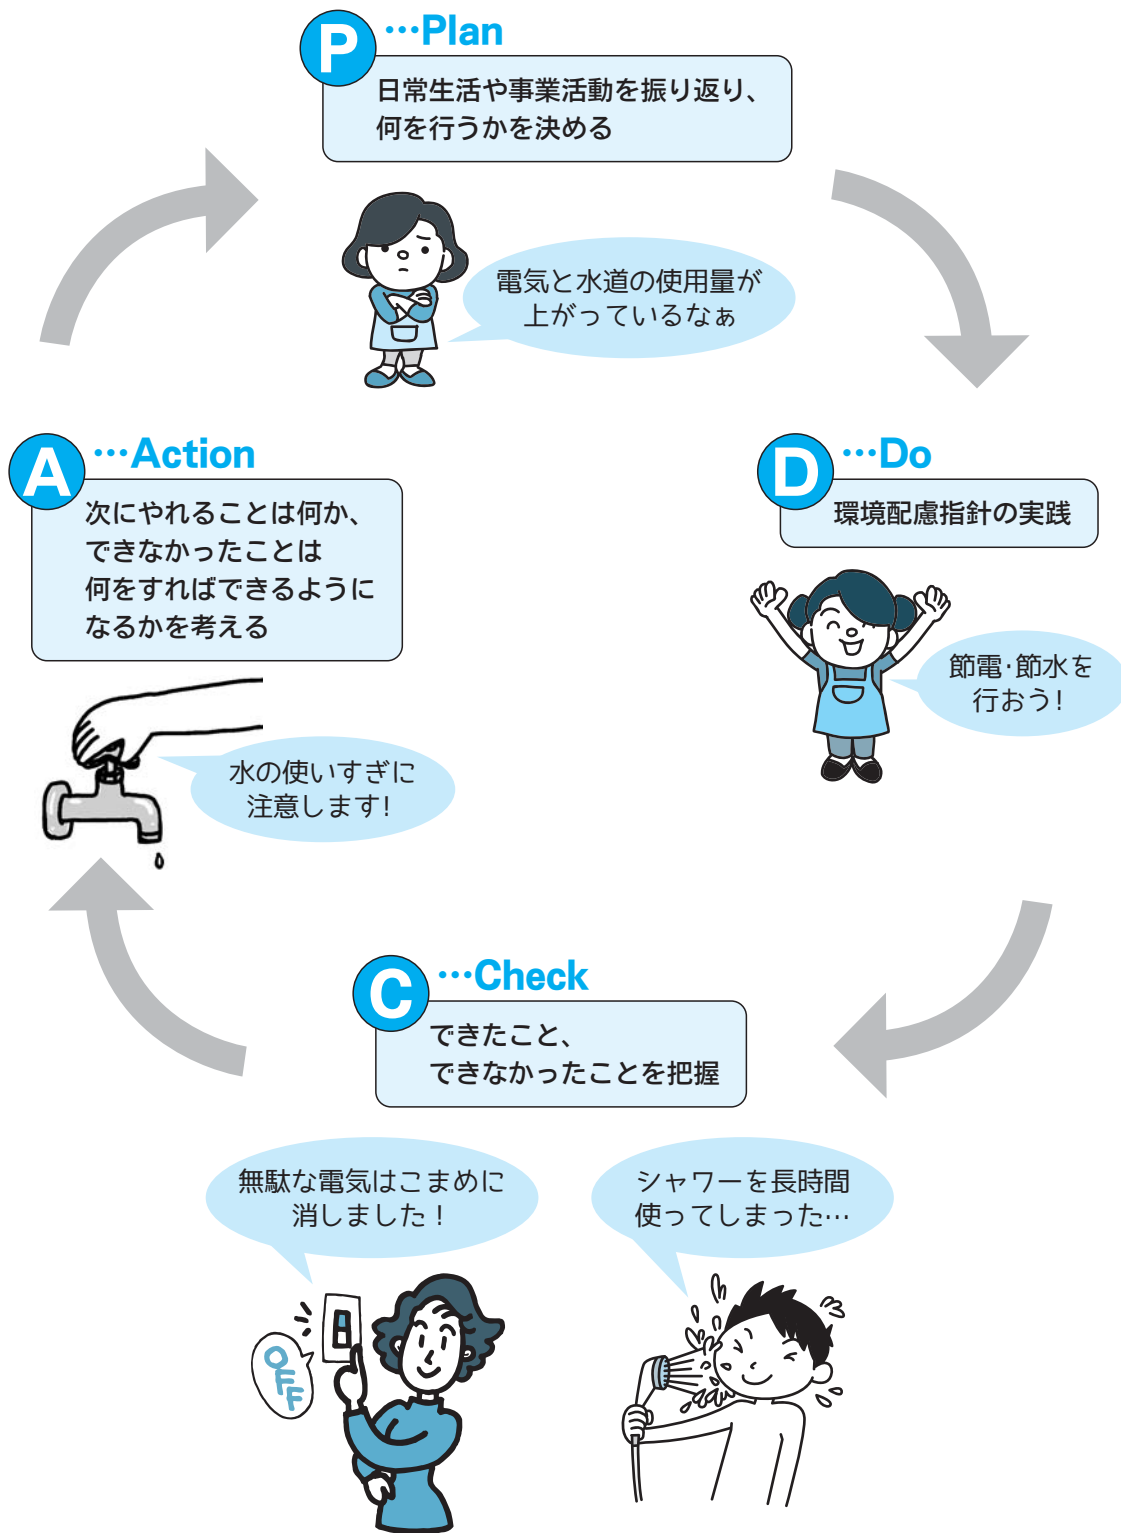 P …Plan
日常生活や事業活動を振り返り、
何を行うかを決める
電気と水道の使用量が
上がっているなぁ
D …Do
環境配慮指針の実践
節電・節水を
行おう!
C …Check
できたこと、
できなかったことを把握
無駄な電気はこまめに
消しました！
OFF
シャワーを長時間
使ってしまった…
A …Action
次にやれることは何か、
できなかったことは
何をすればできるように
なるかを考える
水の使いすぎに
注意します!